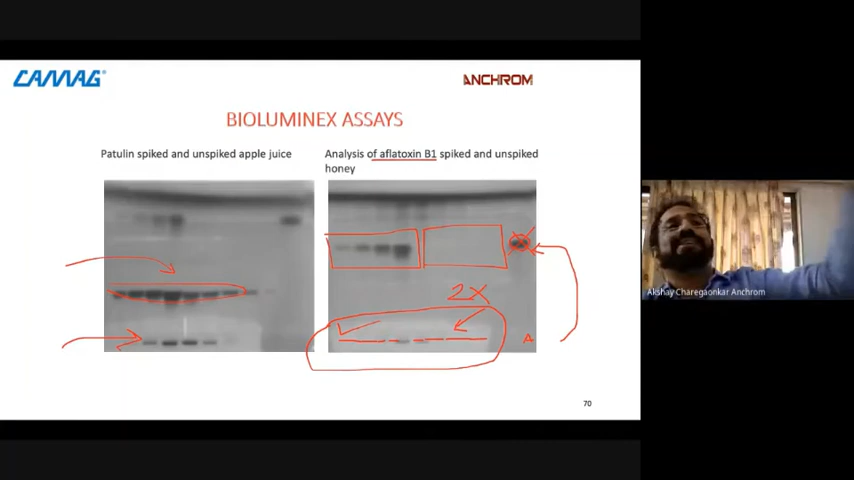 CAMAG
ANCHROM
BIOLUMINEX ASSAYS
Patulin spiked and unspiked apple juice
Analysis of aflatoxin B1 spiked and unspiked
honey
2X
A
Akshay Charegaonkar Anchrom
70